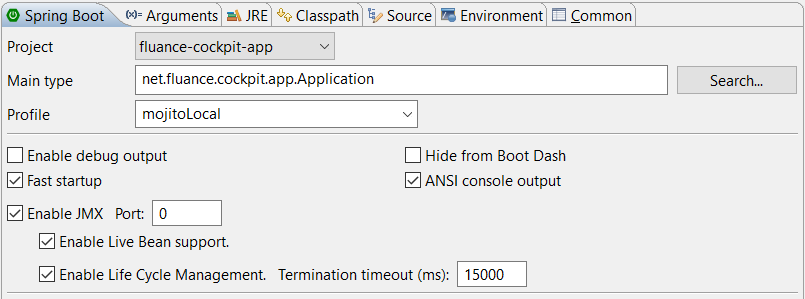 Spring Boot (x)= Arguments JRE Classpath Source Environment Common
Project fluance-cockpit-app
Main type net.fluance.cockpit.app.Application Search...
Profile mojitoLocal
Enable debug output Hide from Boot Dash
Fast startup ANSI console output
Enable JMX Port: 0
Enable Live Bean support.
Enable Life Cycle Management. Termination timeout (ms): 15000